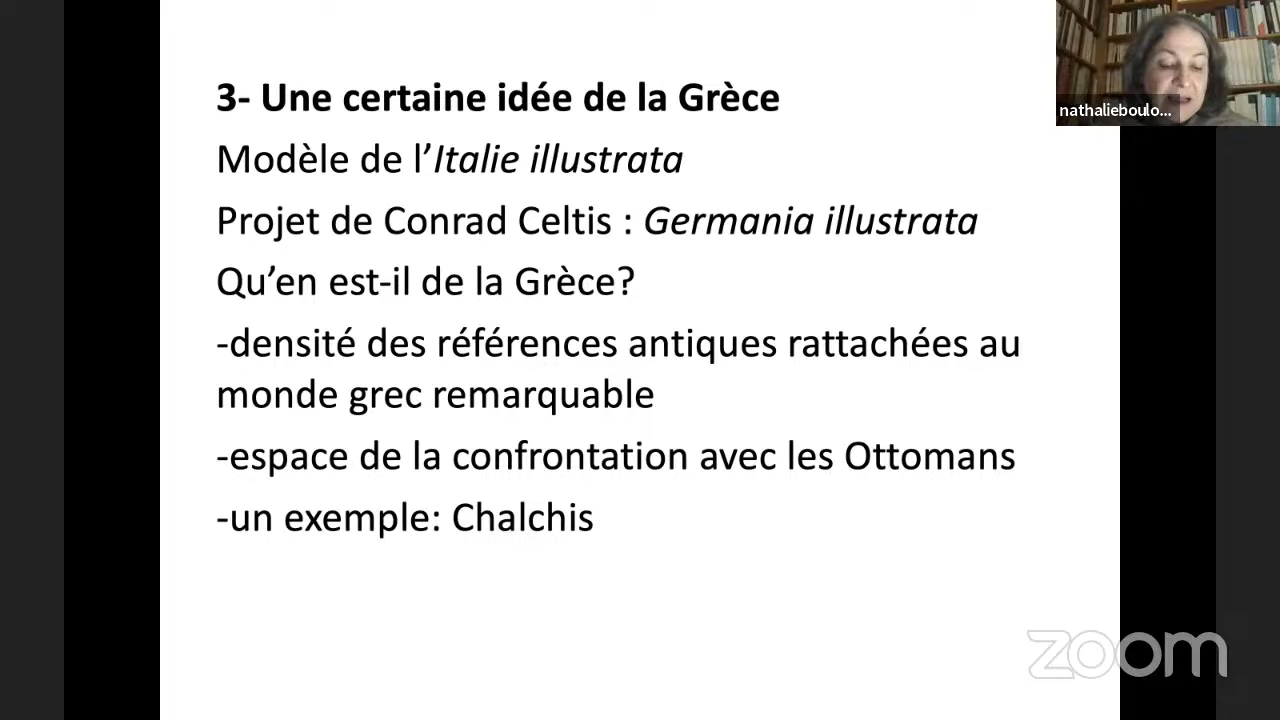 3- Une certaine idée de la Grèce
Modèle de l’Italie illustrata
Projet de Conrad Celtis : Germania illustrata
Qu’en est-il de la Grèce?
-densité des références antiques rattachées au
monde grec remarquable
-espace de la confrontation avec les Ottomans
-un exemple: Chalchis
nathalieboulo...
zoom